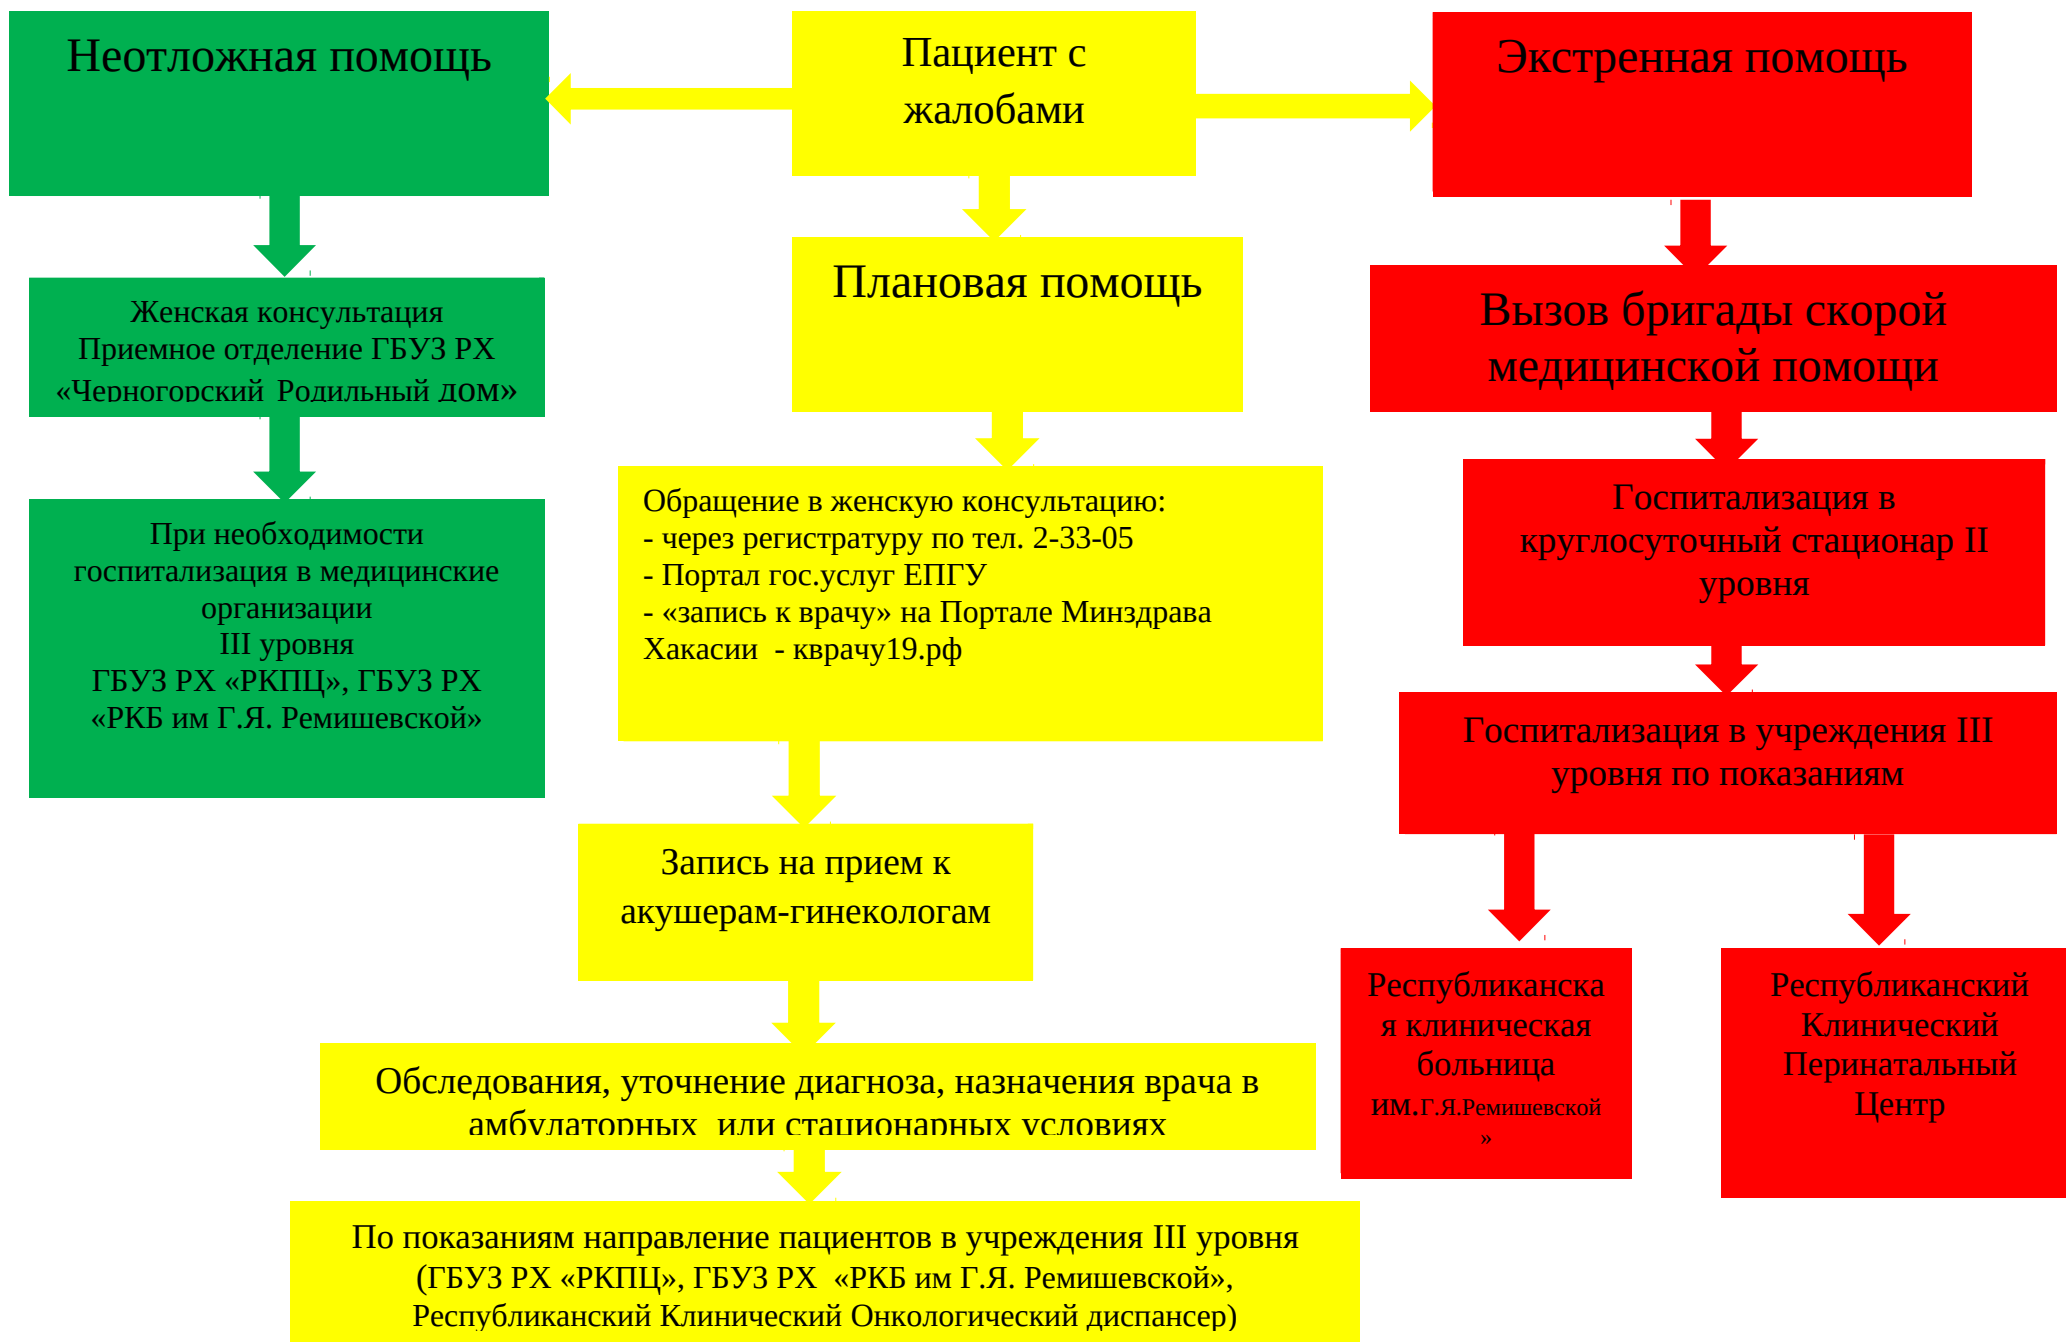 Неотложная помощь
Женская консультация
Приемное отделение ГБУЗ РХ
«Черногорский Родильный дом»
При необходимости
госпитализация в медицинские
организации
III уровня
ГБУЗ РХ «РКПЦ», ГБУЗ РХ
«РКБ им Г.Я. Ремишевской»
Пациент с
жалобами
Плановая помощь
Обращение в женскую консультацию:
- через регистратуру по тел. 2-33-05
- Портал гос.услуг ЕПГУ
- «запись к врачу» на Портале Минздрава
Хакасии - кврачу19.рф
Запись на прием к
акушерам-гинекологам
Обследования, уточнение диагноза, назначения врача в
амбулаторных или стационарных условиях
По показаниям направление пациентов в учреждения III уровня
(ГБУЗ РХ «РКПЦ», ГБУЗ РХ «РКБ им Г.Я. Ремишевской»,
Республиканский Клинический Онкологический диспансер)
Экстренная помощь
Вызов бригады скорой
медицинской помощи
Госпитализация в
круглосуточный стационар II
уровня
Госпитализация в учреждения III
уровня по показаниям
Республиканска
я клиническая
больница
им.Г.Я.Ремишевской
»
Республиканский
Клинический
Перинатальный
Центр